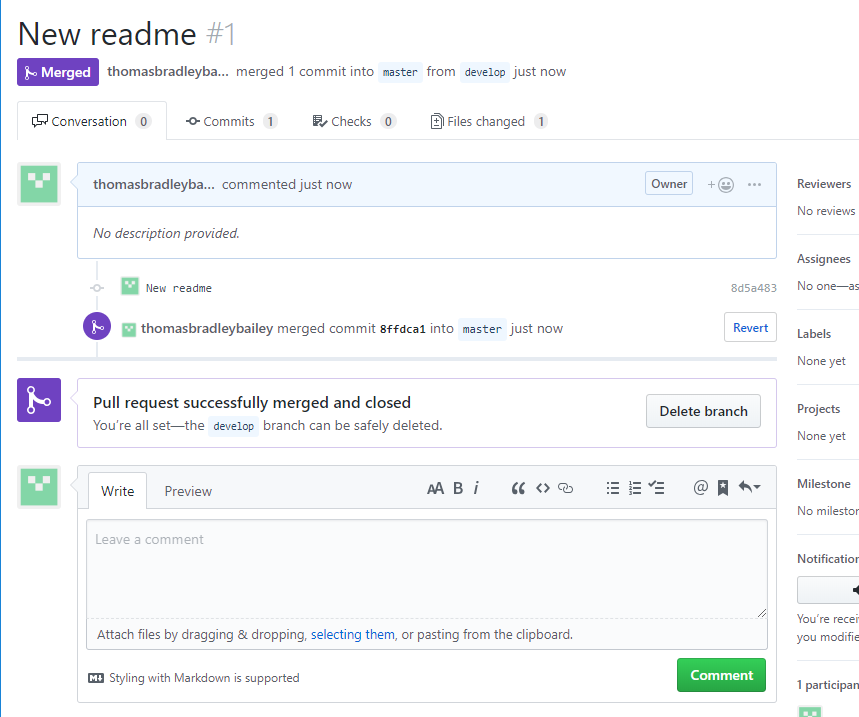 New readme #1
Merged thomasbradleyba... merged 1 commit into master from develop just now
Conversation 0 Commits 1 Checks 0 Files changed 1
thomasbradleyba... commented just now Owner
No description provided.
New readme 8d5a483
thomasbradleybailey merged commit 8ffdca1 into master just now Revert
Pull request successfully merged and closed
You're all set—the develop branch can be safely deleted.
Delete branch
Write Preview
AA B i
Leave a comment
Attach files by dragging & dropping, selecting them, or pasting from the clipboard.
Styling with Markdown is supported
Comment
Reviewers
No reviews
Assignees
No one—as
Labels
None yet
Projects
None yet
Milestone
No mileston
Notification
You're recei
you modifie
1 participan